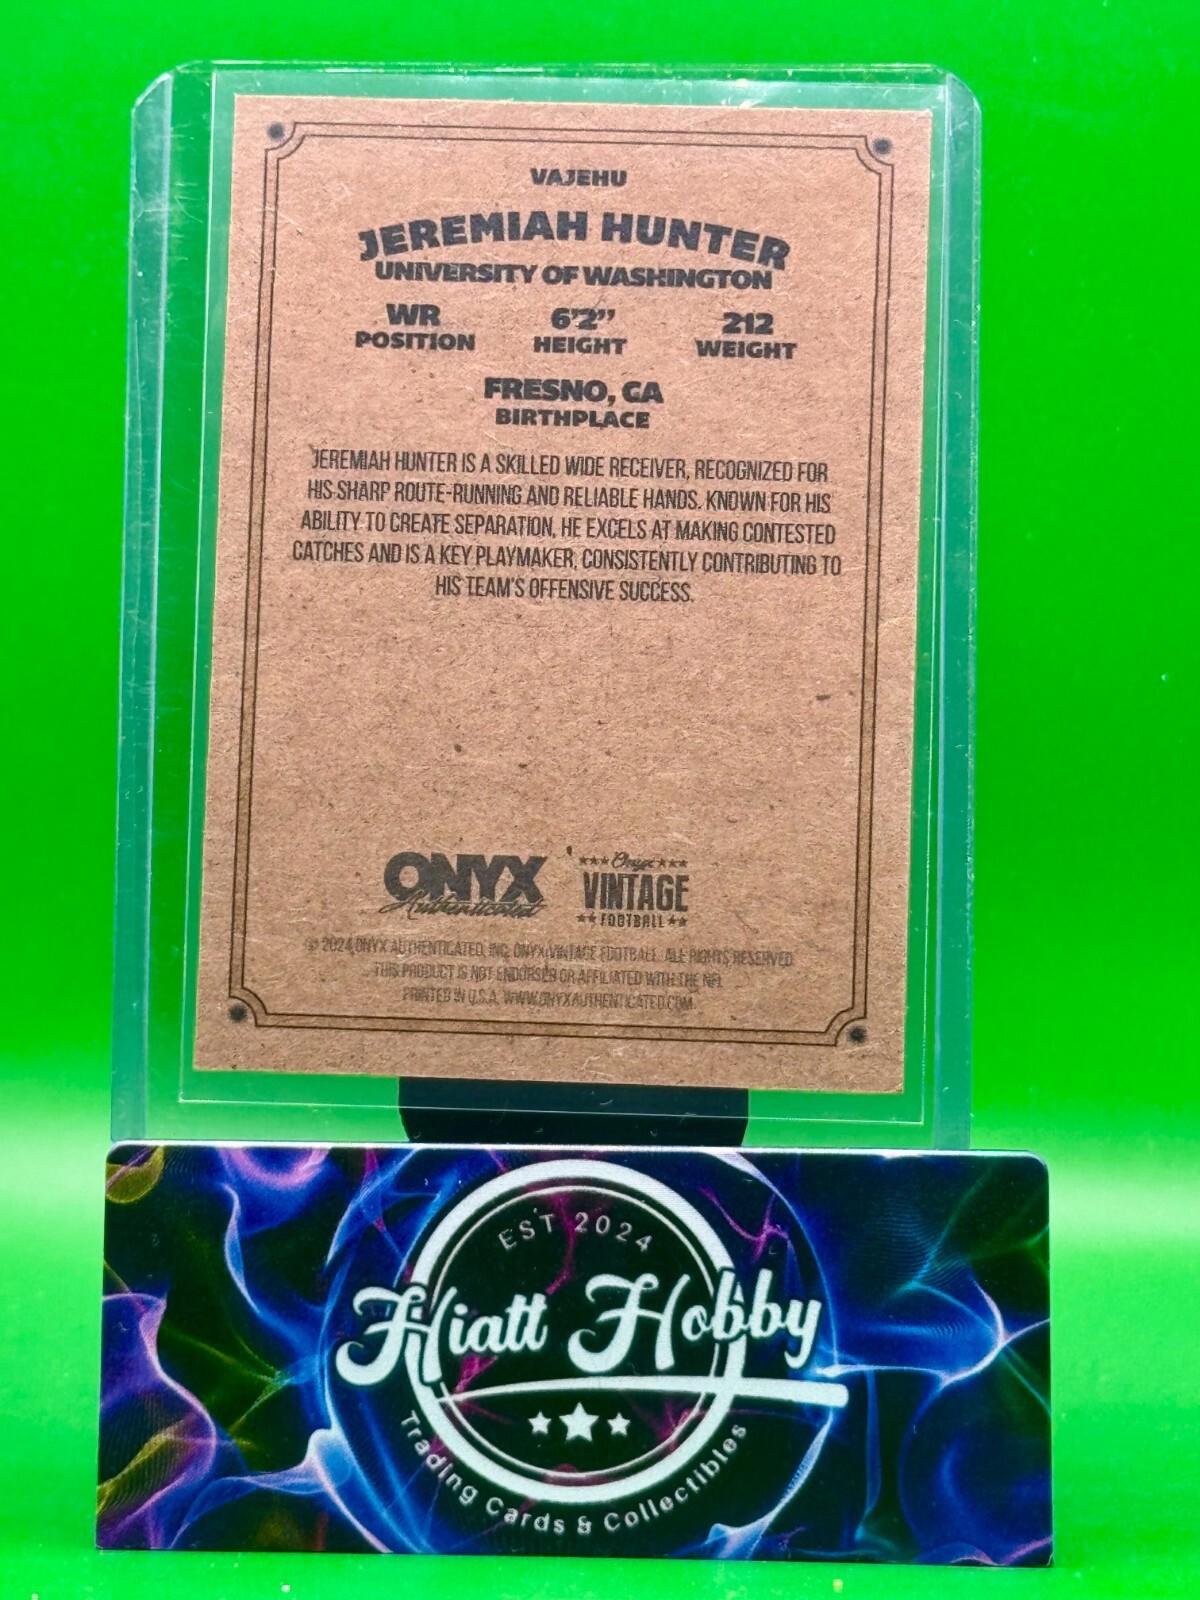 VAJEHU
JEREMIAH HUNTER
UNIVERSITY OF WASHINGTON
WR 6'2" 212
POSITION HEIGHT WEIGHT
FRESNO, CA
BIRTHPLACE
JEREMIAH HUNTER IS A SKILLED WIDE RECEIVER, RECOGNIZED FOR
HIS SHARP ROUTE-RUNNING AND RELIABLE HANDS. KNOWN FOR HIS
ABILITY TO CREATE SEPARATION, HE EXCELS AT MAKING CONTESTED
CATCHES AND IS A KEY PLAYMAKER, CONSISTENTLY CONTRIBUTING TO
HIS TEAM'S OFFENSIVE SUCCESS.
ONYX
Authenticated
Onyx
VINTAGE
FOOTBALL
© 2024 ONYX AUTHENTICATED, INC. ONYX VINTAGE FOOTBALL. ALL RIGHTS RESERVED.
THIS PRODUCT IS NOT ENDORSED OR AFFILIATED WITH THE NFL.
PRINTED IN U.S.A. WWW.ONYXAUTHENTICATED.COM.
EST 2024
Hiatt Hobby
Trading Cards & Collectibles